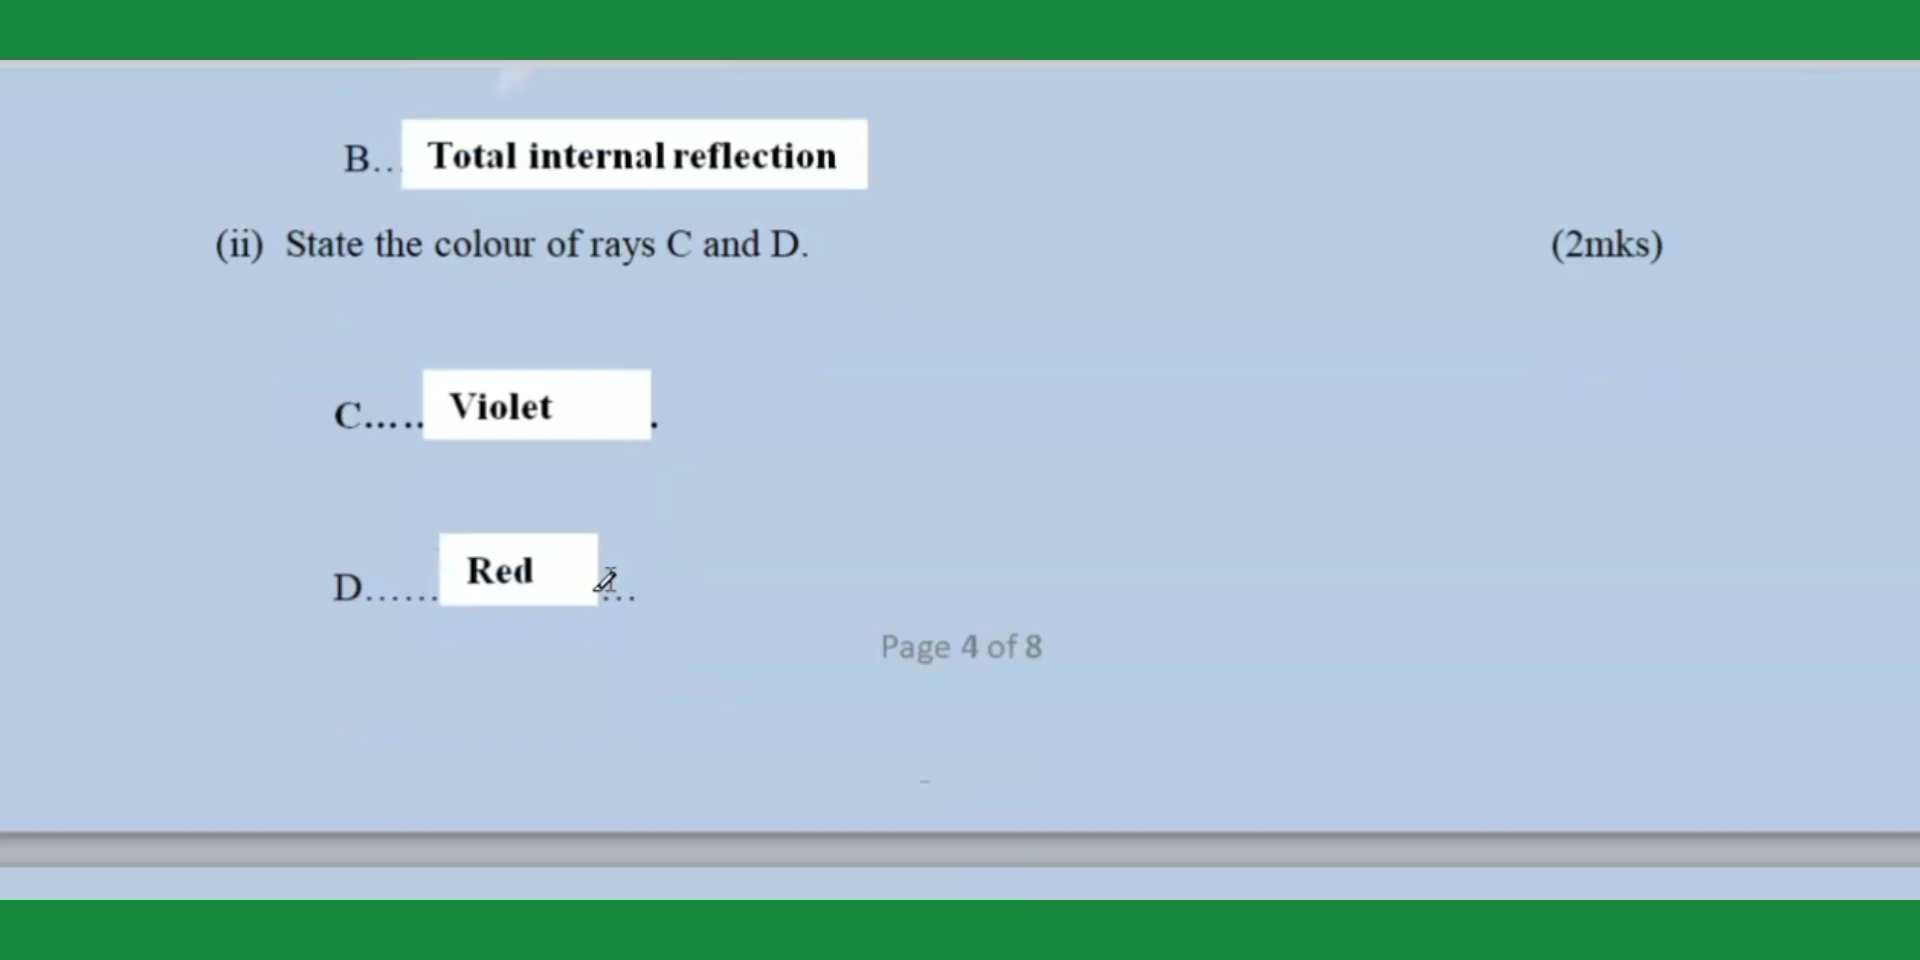 B... Total internal reflection
(ii) State the colour of rays C and D. (2mks)
C..... Violet .
D...... Red ...
Page 4 of 8